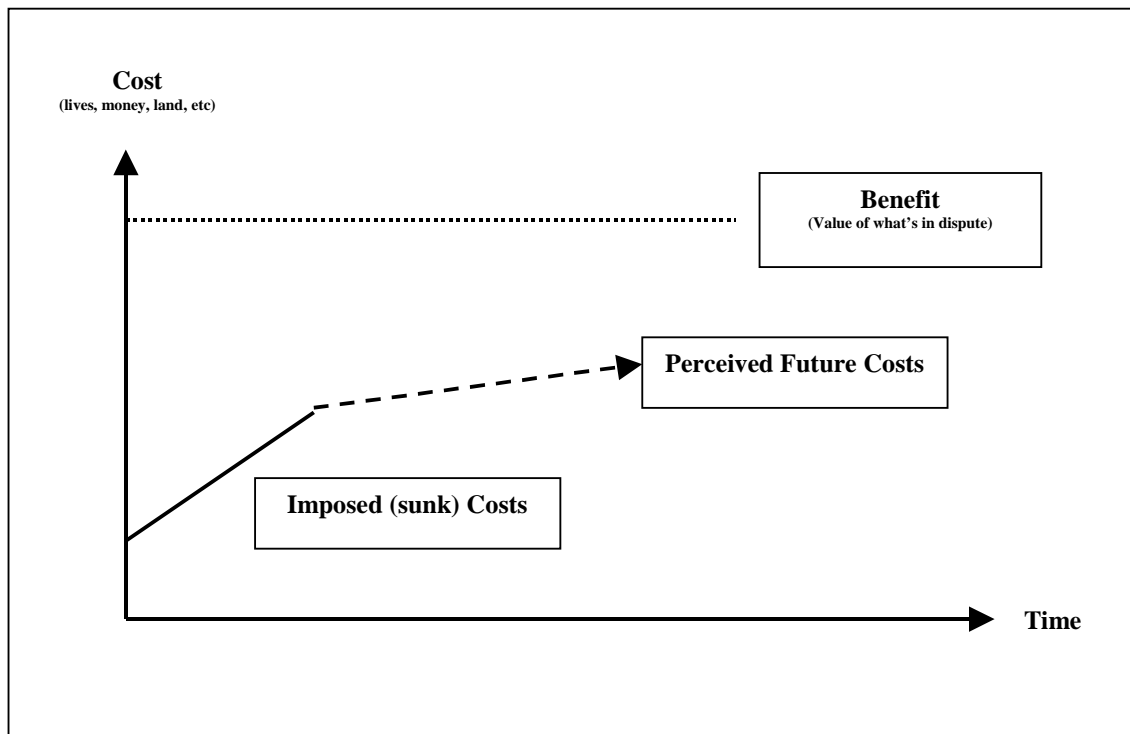 Cost
(lives, money, land, etc)
Benefit
(Value of what's in dispute)
Perceived Future Costs
Imposed (sunk) Costs
Time